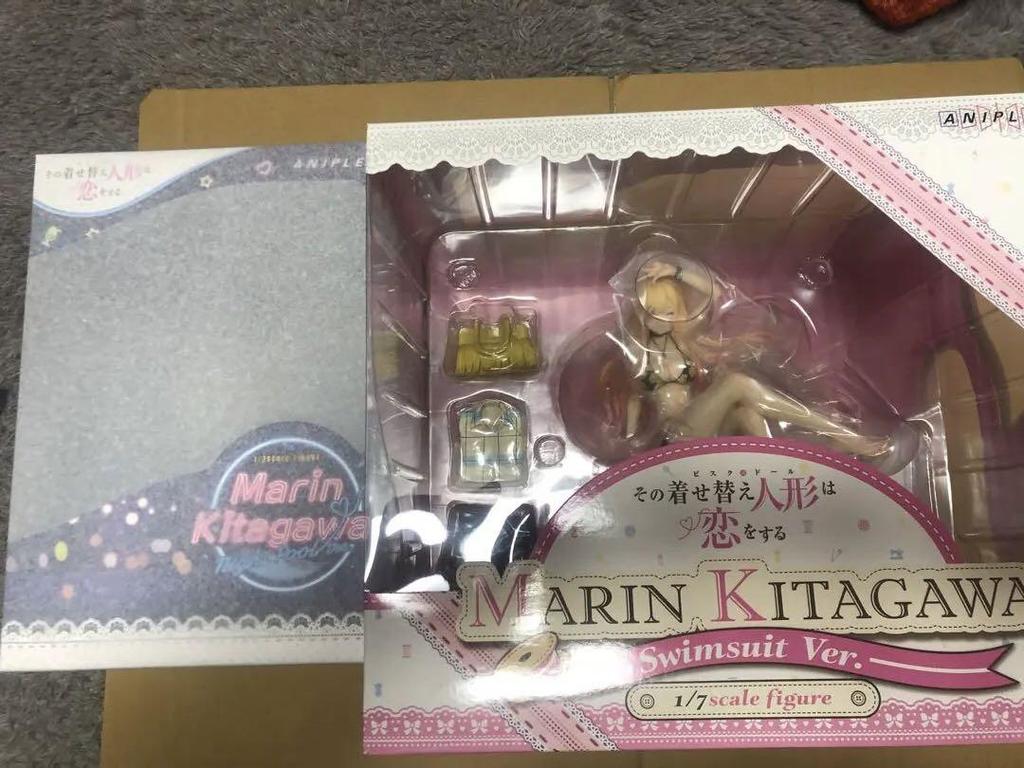 その着せ替え人形は
恋をする
ANIPLE
Marin
Kitagawa
ANIPL
ビスク・ドール
その着せ替え人形は
恋をする
MARIN KITAGAWA
Swimsuit Ver.
1/7 scale figure